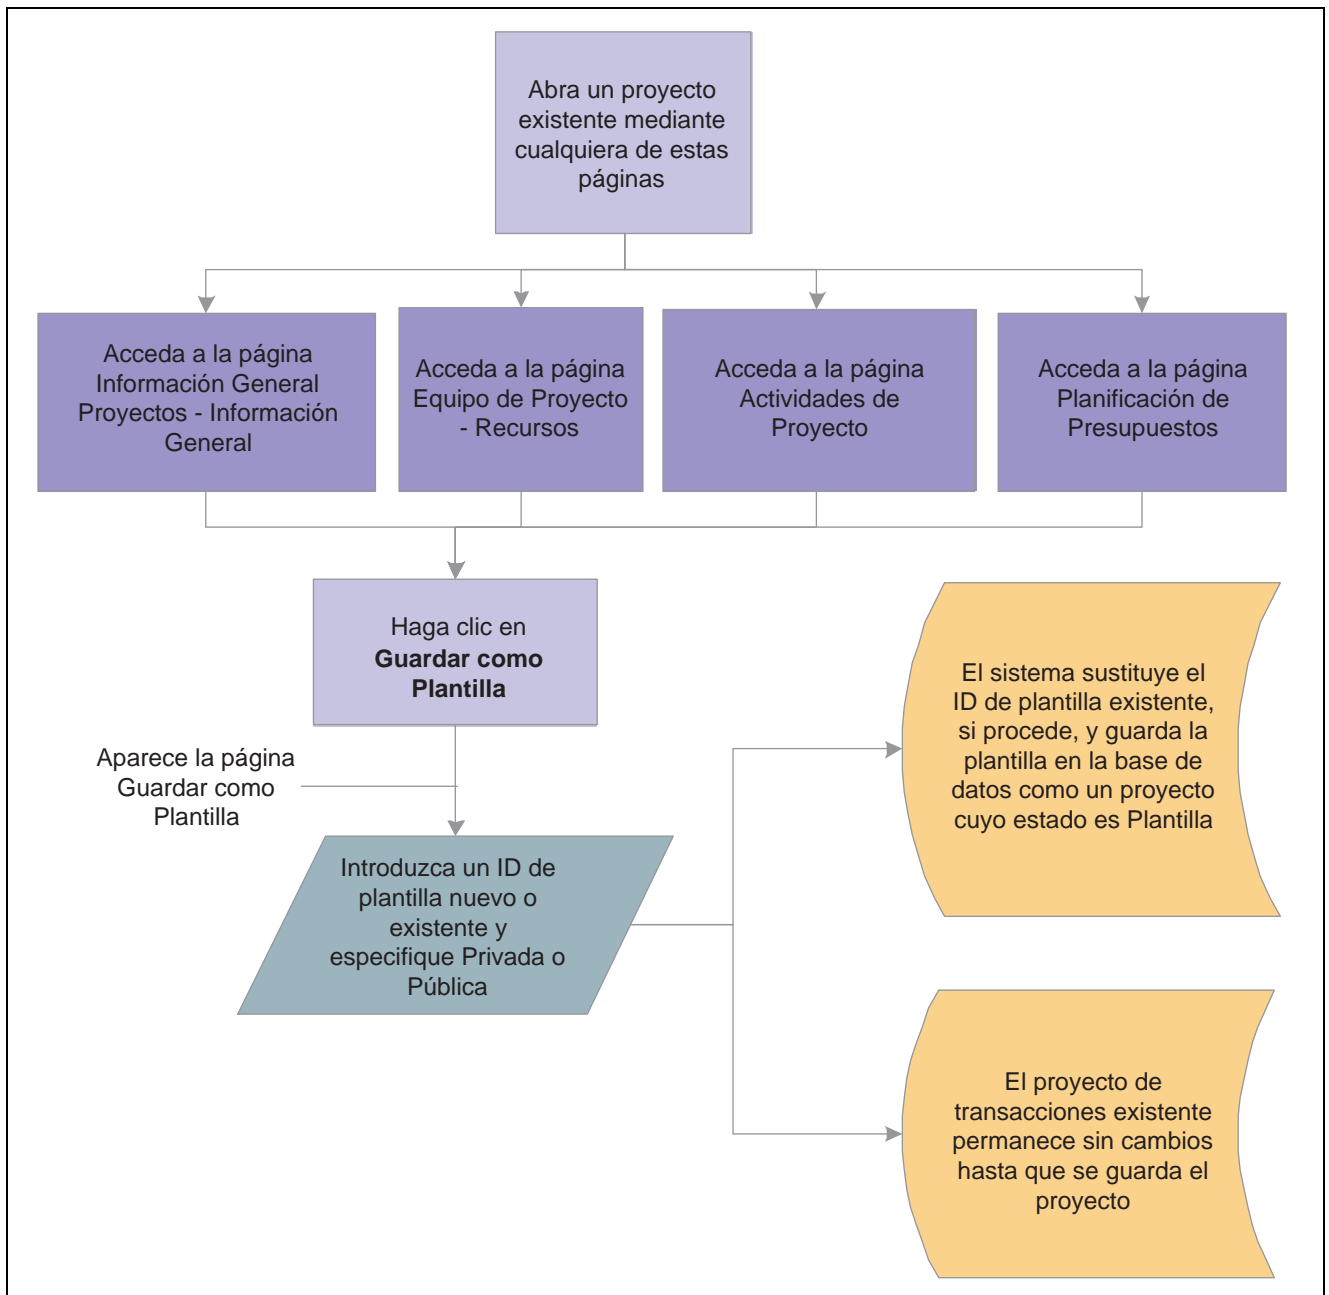 Abra un proyecto
existente mediante
cualquiera de estas
páginas
Acceda a la página
Información General
Proyectos - Información
General
Acceda a la página
Equipo de Proyecto
- Recursos
Acceda a la página
Actividades de
Proyecto
Acceda a la página
Planificación de
Presupuestos
Haga clic en
Guardar como
Plantilla
Aparece la página
Guardar como
Plantilla
Introduzca un ID de
plantilla nuevo o
existente y
especifique Privada o
Pública
El sistema sustituye el
ID de plantilla existente,
si procede, y guarda la
plantilla en la base de
datos como un proyecto
cuyo estado es Plantilla
El proyecto de
transacciones existente
permanece sin cambios
hasta que se guarda el
proyecto